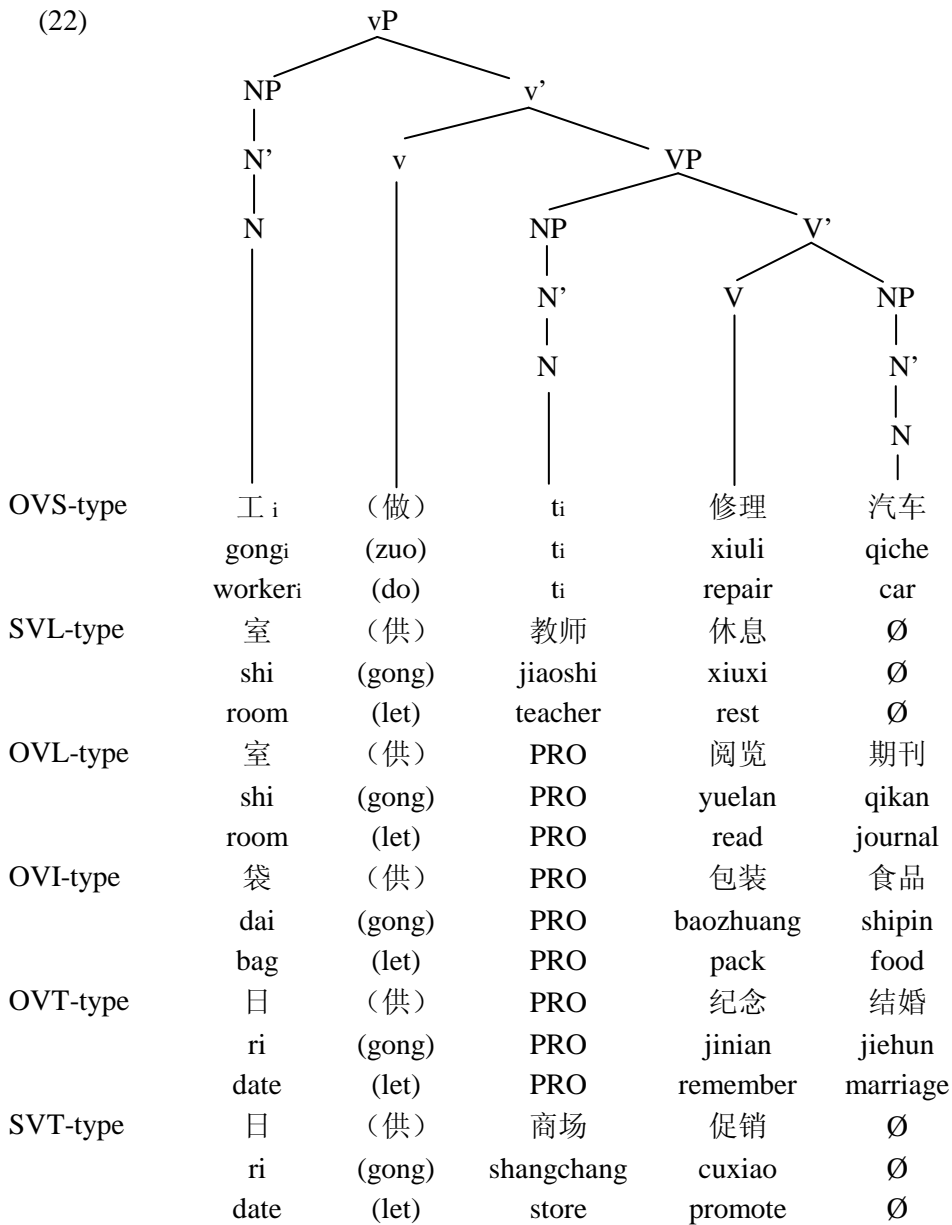 (22) vP
NP v’
N’ v VP
N NP V’
N’ V NP
N N’
N
OVS-type 工 i （做） ti 修理 汽车
gongi (zuo) ti xiuli qiche
workeri (do) ti repair car
SVL-type 室 （供） 教师 休息 Ø
shi (gong) jiaoshi xiuxi Ø
room (let) teacher rest Ø
OVL-type 室 （供） PRO 阅览 期刊
shi (gong) PRO yuelan qikan
room (let) PRO read journal
OVI-type 袋 （供） PRO 包装 食品
dai (gong) PRO baozhuang shipin
bag (let) PRO pack food
OVT-type 日 （供） PRO 纪念 结婚
ri (gong) PRO jinian jiehun
date (let) PRO remember marriage
SVT-type 日 （供） 商场 促销 Ø
ri (gong) shangchang cuxiao Ø
date (let) store promote Ø